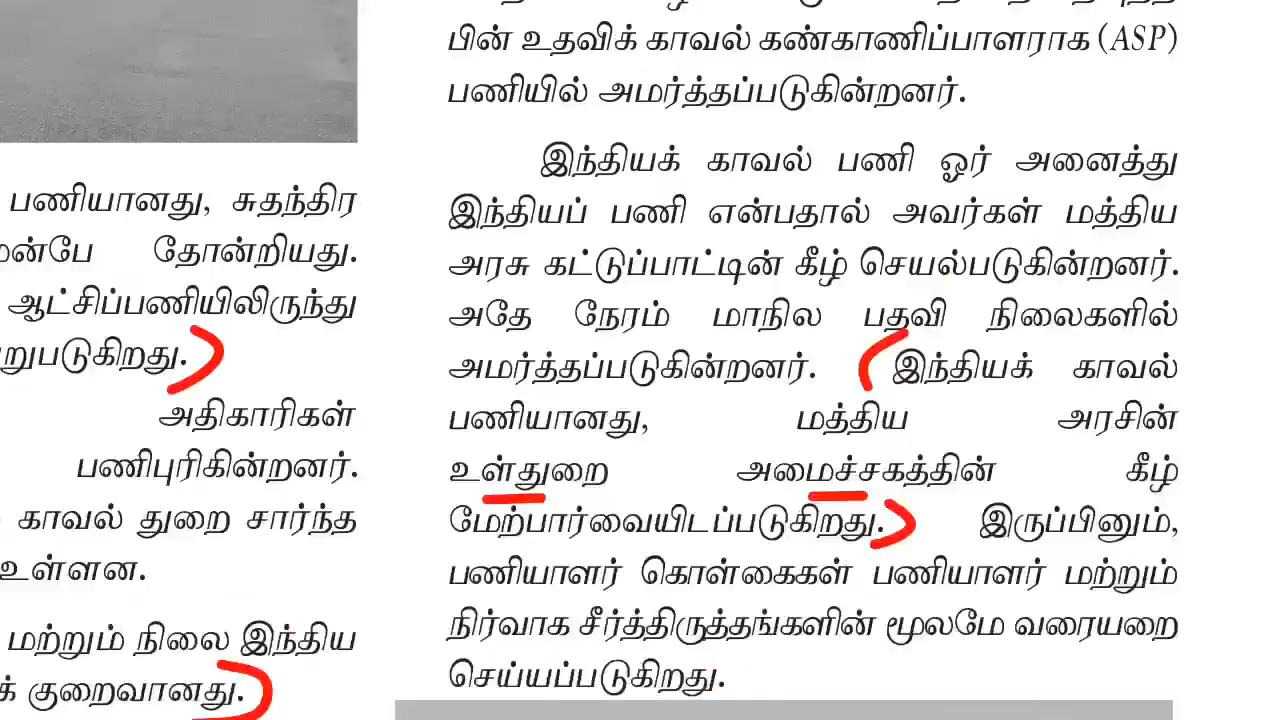 பணியானது, சுதந்திர
தோன்றியது.
ஆட்சிப்பணியிலிருந்து
அதிகாரிகள்
பணிபுரிகின்றனர்.
காவல் துறை சார்ந்த
உள்ளன.
மற்றும் நிலை இந்திய
குறைவானது.
பின் உதவிக் காவல் கண்காணிப்பாளராக (ASP)
பணியில் அமர்த்தப்படுகின்றனர்.
இந்தியக் காவல் பணி ஓர் அனைத்து
இந்தியப் பணி என்பதால் அவர்கள் மத்திய
அரசு கட்டுப்பாட்டின் கீழ் செயல்படுகின்றனர்.
அதே நேரம் மாநில பதவி நிலைகளில்
அமர்த்தப்படுகின்றனர். இந்தியக் காவல்
பணியானது, மத்திய அரசின்
உள்துறை அமைச்சகத்தின் கீழ்
மேற்பார்வையிடப்படுகிறது. இருப்பினும்,
பணியாளர் கொள்கைகள் பணியாளர் மற்றும்
நிர்வாக சீர்த்திருத்தங்களின் மூலமே வரையறை
செய்யப்படுகிறது.